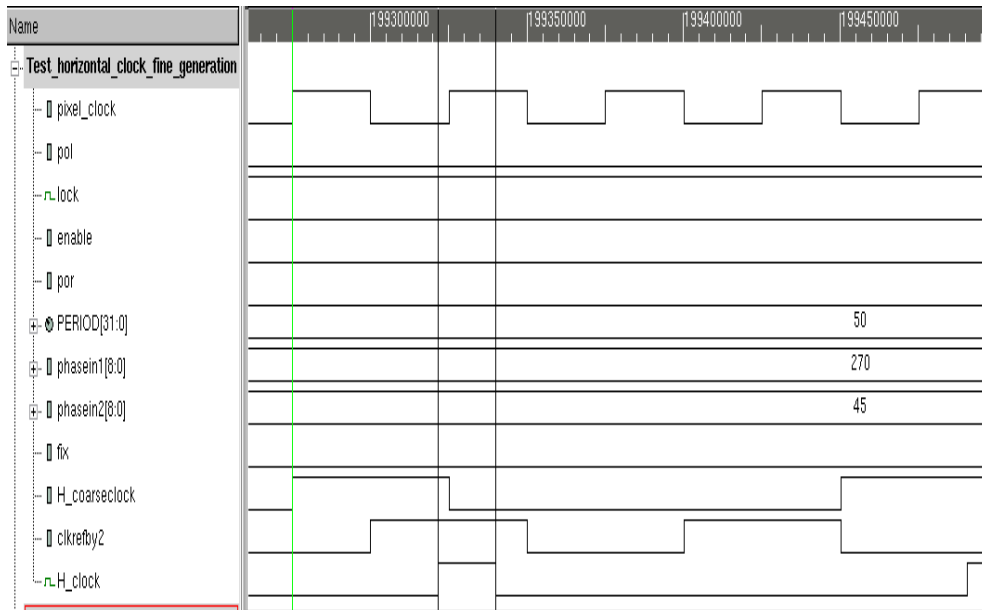 Name
|199300000 |199350000 |199400000 |199450000
Test_horizontal_clock_fine_generation
pixel_clock
pol
lock
enable
por
PERIOD[31:0] 50
phasein1[8:0] 270
phasein2[8:0] 45
fix
H_coarseclock
clkrefby2
H_clock